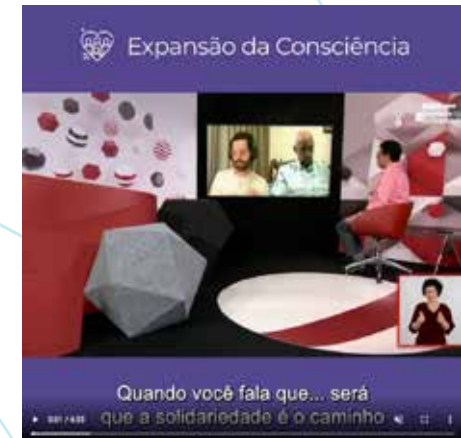 Expansão da Consciência
Quando você fala que... será
que a solidariedade é o caminho